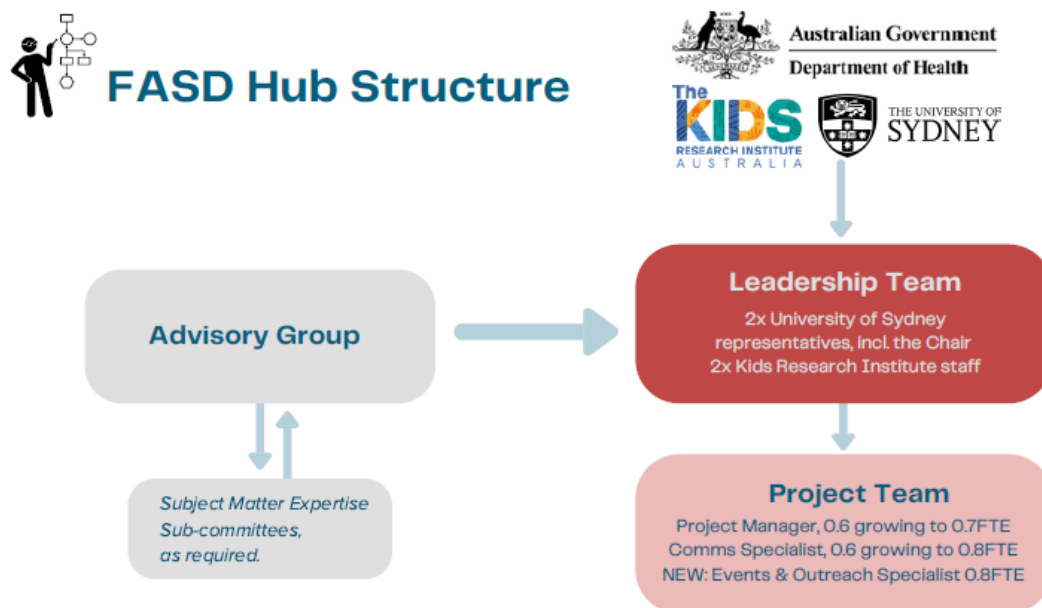 FASD Hub Structure
Australian Government
Department of Health
The
KIDS
RESEARCH INSTITUTE
AUSTRALIA
THE UNIVERSITY OF
SYDNEY
Advisory Group
Leadership Team
2x University of Sydney
representatives, incl. the Chair
2x Kids Research Institute staff
Subject Matter Expertise
Sub-committees,
as required.
Project Team
Project Manager, 0.6 growing to 0.7FTE
Comms Specialist, 0.6 growing to 0.8FTE
NEW: Events & Outreach Specialist 0.8FTE